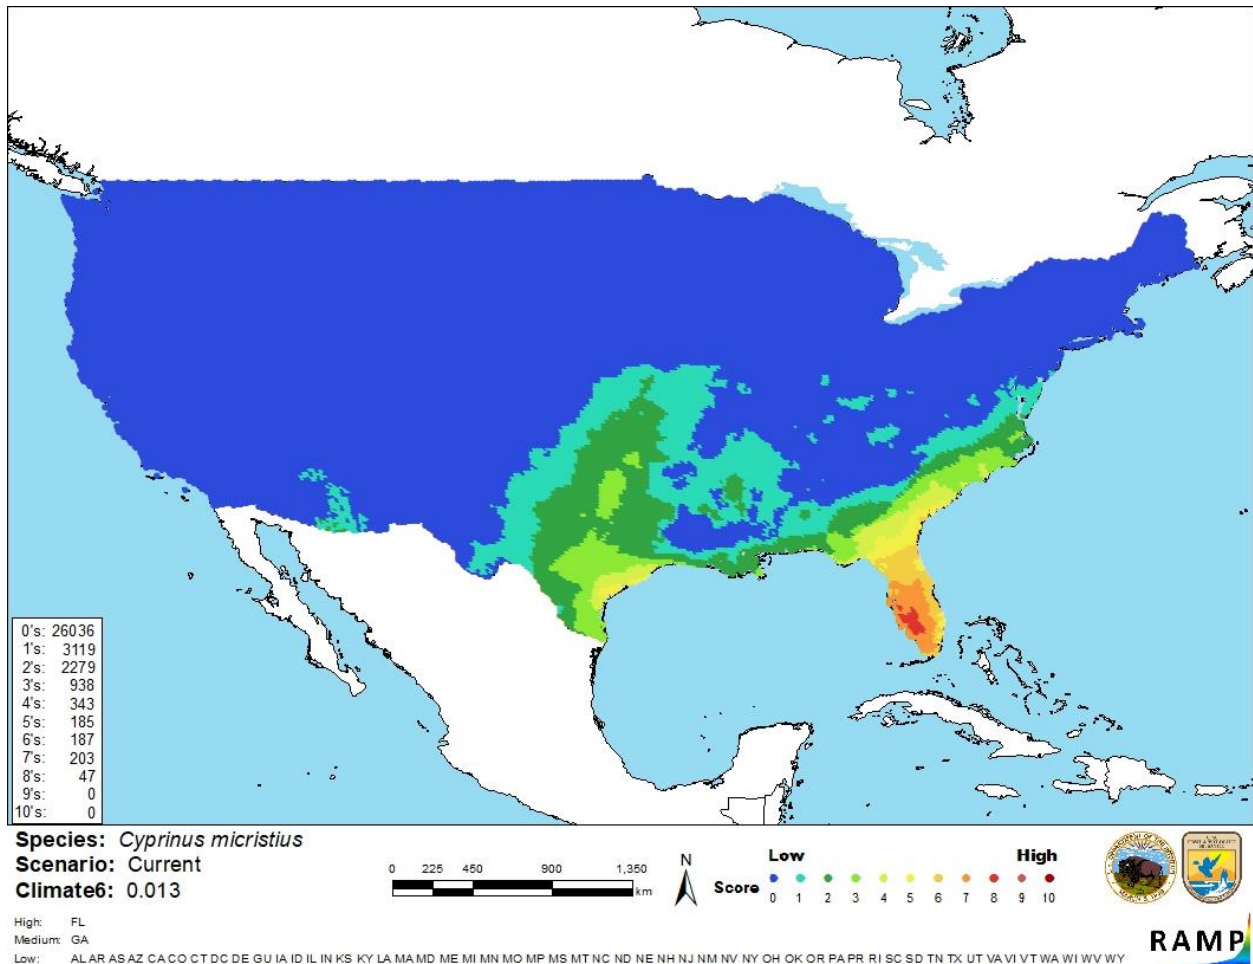 0's: 26036
1's: 3119
2's: 2279
3's: 938
4's: 343
5's: 185
6's: 187
7's: 203
8's: 47
9's: 0
10's: 0
Species: Cyprinus micristius
Scenario: Current
Climate6: 0.013
0 225 450 900 1,350
km
N
Low High
Score 0 1 2 3 4 5 6 7 8 9 10
High: FL
Medium: GA
Low: AL AR AS AZ CA CO CT DC DE GU IA ID IL IN KS KY LA MA MD ME MI MN MO MP MS MT NC ND NE NH NJ NM NV NY OH OK OR PA PR RI SC SD TN TX UT VA VI VT WA WI WV WY
RAMP